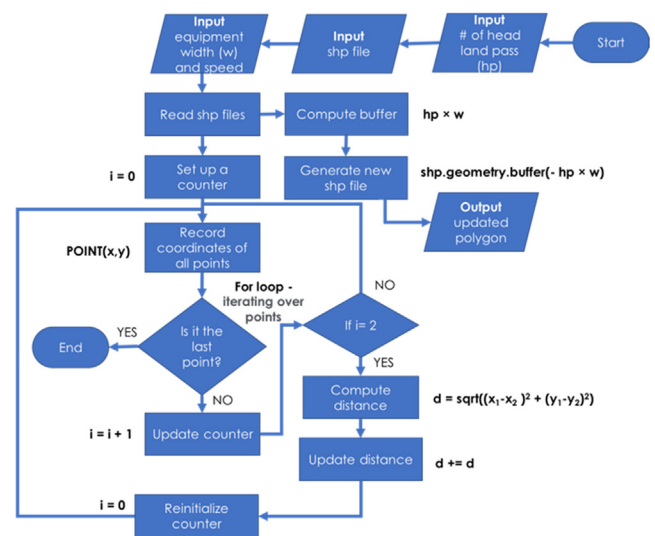 Start
Input
# of head
land pass
(hp)
Input
shp file
Input
equipment
width (w)
and speed
Read shp files
Compute buffer
hp × w
i = 0
Set up a
counter
Generate new
shp file
shp.geometry.buffer(- hp × w)
Output
updated
polygon
POINT(x,y)
Record
coordinates of
all points
For loop -
iterating over
points
NO
If i= 2
YES
Is it the
last
point?
YES
End
NO
i = i + 1
Update counter
Compute
distance
d = sqrt((x₁-x₂ )² + (y₁-y₂)²)
Update distance
d += d
i = 0
Reinitialize
counter